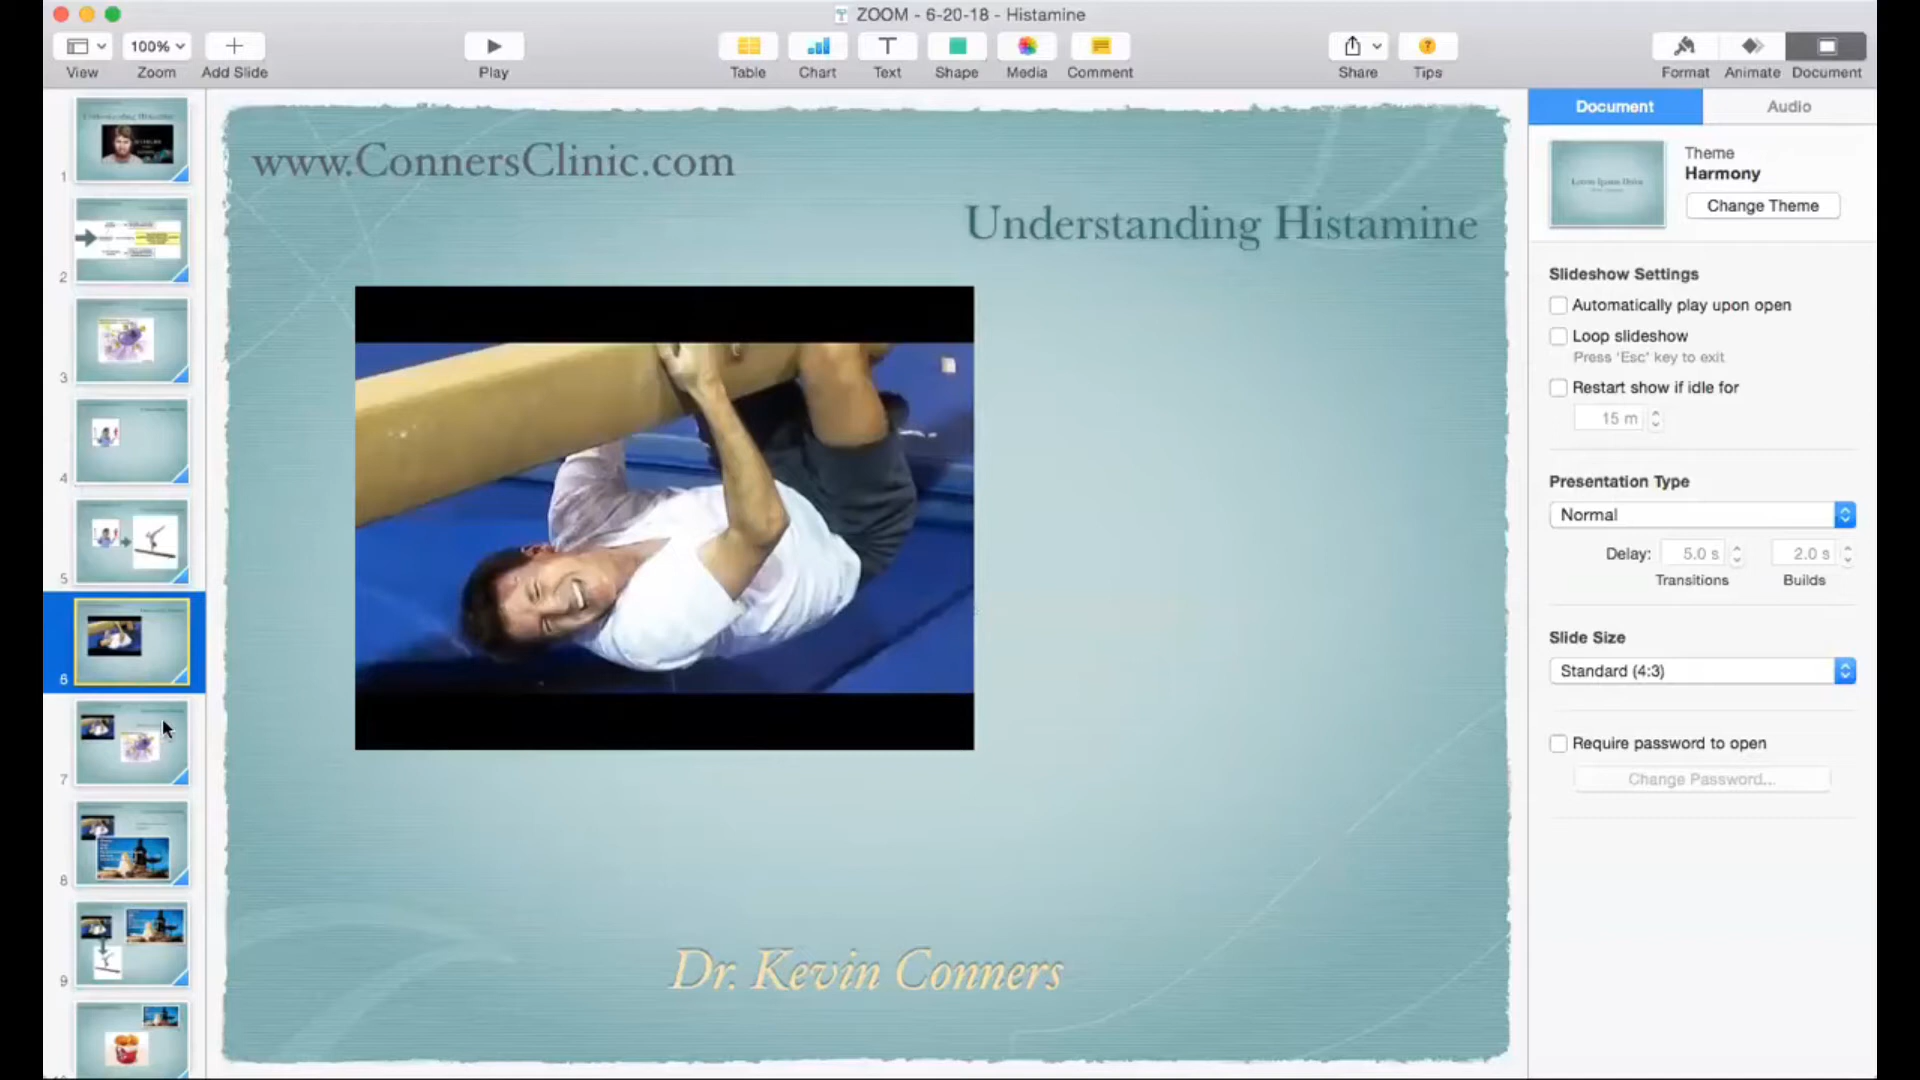 ZOOM - 6-20-18 - Histamine
100%
View
Zoom
Add Slide
Play
Table
Chart
Text
Shape
Media
Comment
Share
Tips
Format
Animate
Document
Document
Audio
Theme
Harmony
Change Theme
Slideshow Settings
Automatically play upon open
Loop slideshow
Press 'Esc' key to exit
Restart show if idle for
15 m
Presentation Type
Normal
Delay:
5.0 s
2.0 s
Transitions
Builds
Slide Size
Standard (4:3)
Require password to open
Change Password...
www.ConnersClinic.com
Understanding Histamine
Dr. Kevin Conners
Understanding Histamine
1
2
3
4
5
6
7
8
9